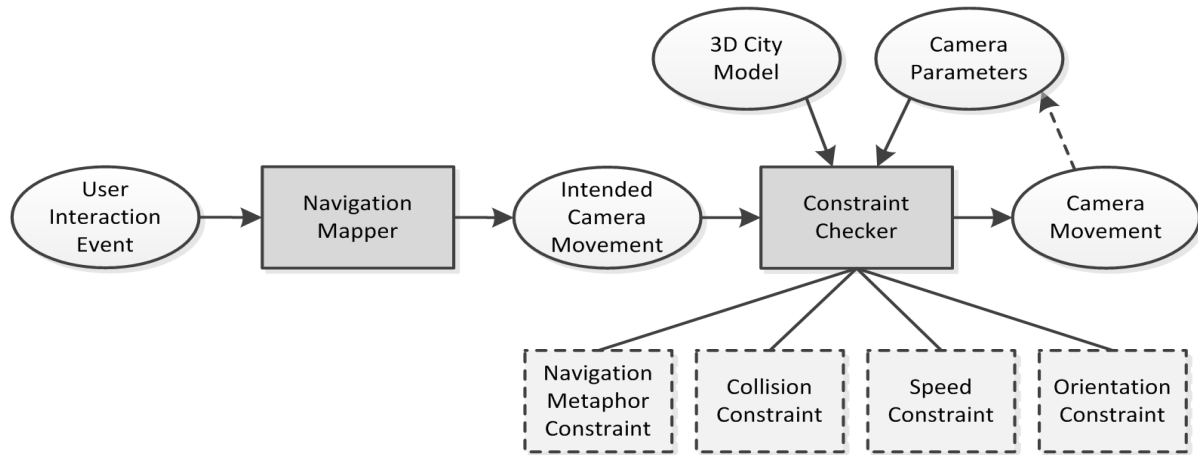 3D City
Model
Camera
Parameters
User
Interaction
Event
Navigation
Mapper
Intended
Camera
Movement
Constraint
Checker
Camera
Movement
Navigation
Metaphor
Constraint
Collision
Constraint
Speed
Constraint
Orientation
Constraint